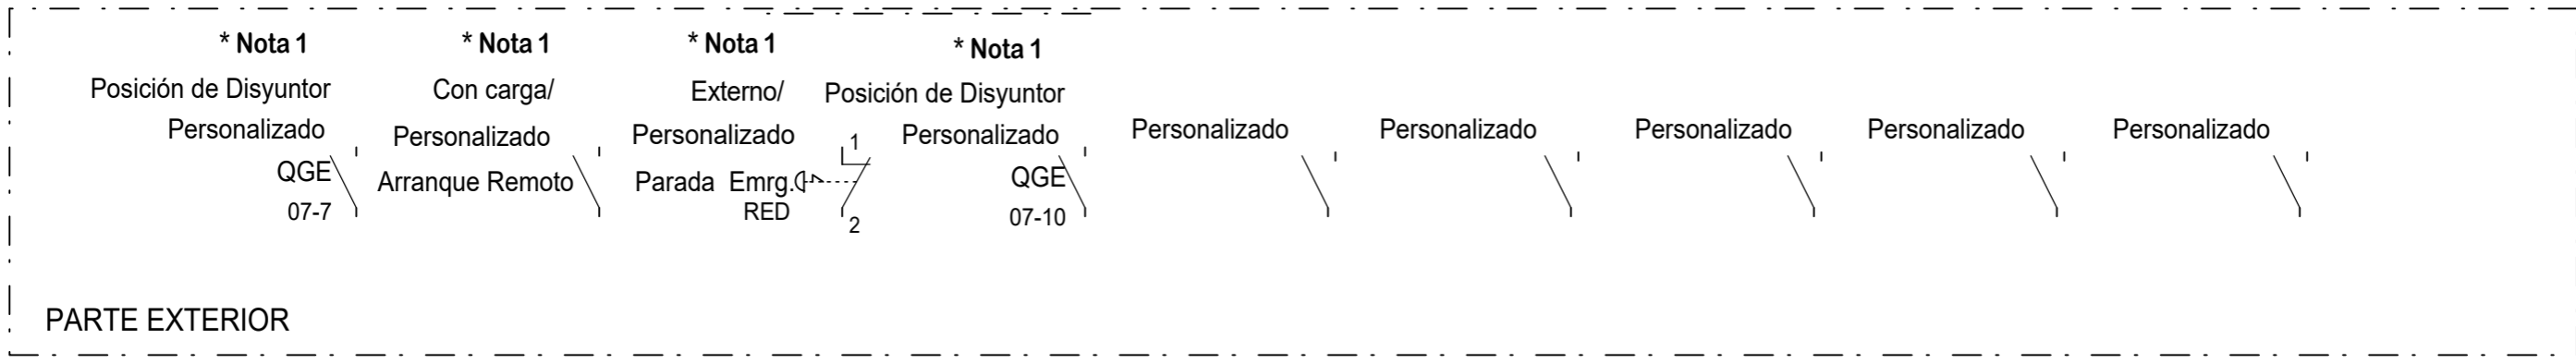 * Nota 1
Posición de Disyuntor
Personalizado
QGE
07-7
* Nota 1
Con carga/
Personalizado
Arranque Remoto
* Nota 1
Externo/
Personalizado
Parada Emrg.
RED
1
2
* Nota 1
Posición de Disyuntor
Personalizado
QGE
07-10
Personalizado
Personalizado
Personalizado
Personalizado
Personalizado
PARTE EXTERIOR